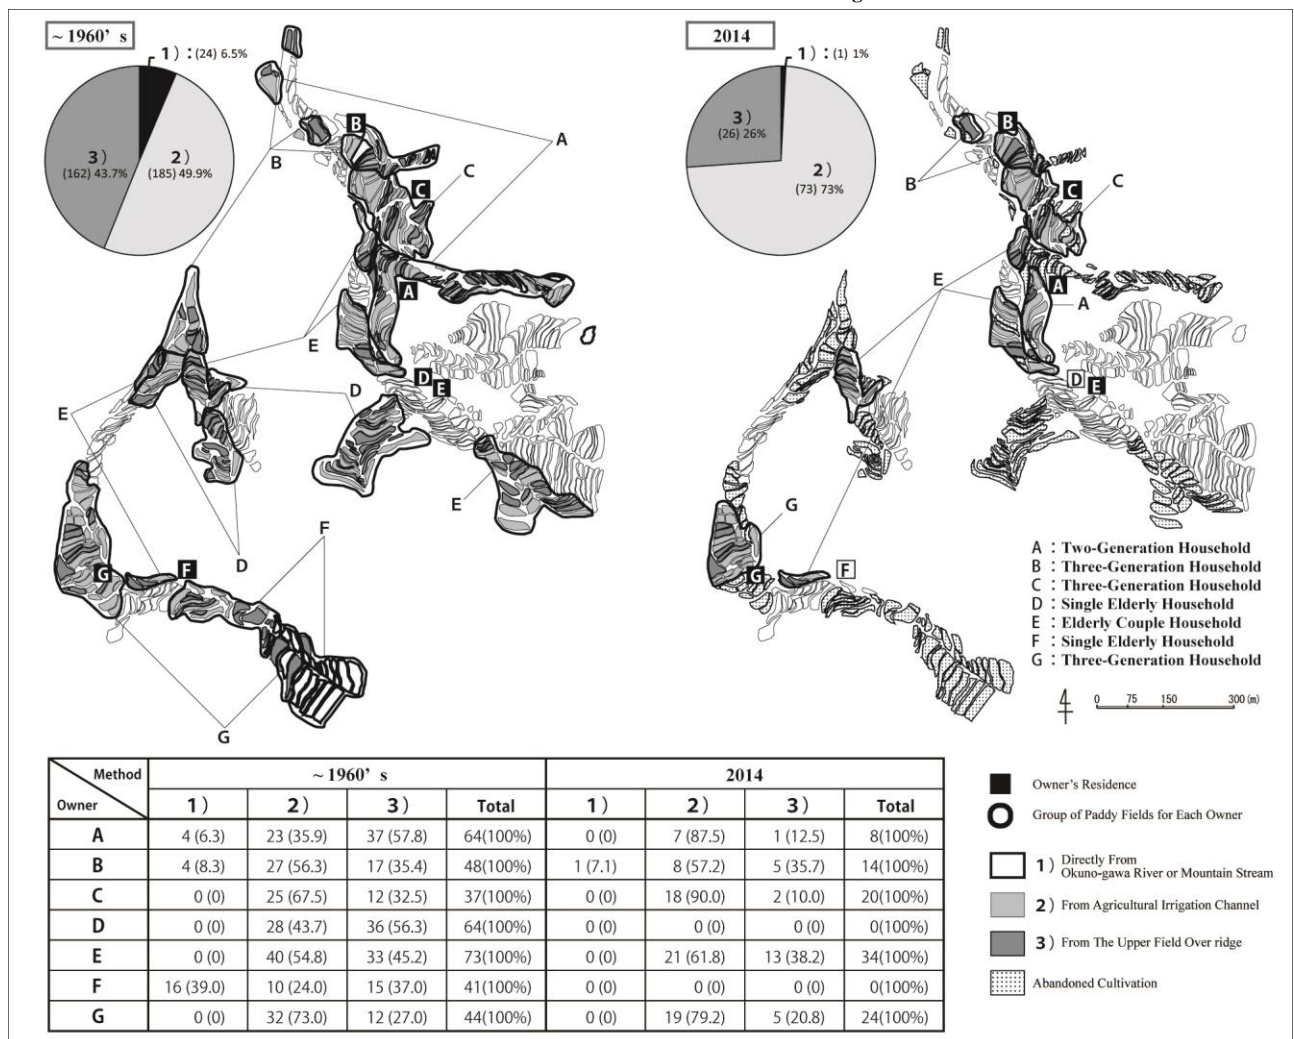 ~ 1960' s
1) : (24) 6.5%
3)
(162) 43.7%
2)
(185) 49.9%
B
A
B
C
C
A
E
D
D
E
E
E
D
F
G
F
G
2014
1) : (1) 1%
3)
(26) 26%
2)
(73) 73%
B
B
C
C
E
A
A
D
E
G
G
F
A : Two-Generation Household
B : Three-Generation Household
C : Three-Generation Household
D : Single Elderly Household
E : Elderly Couple Household
F : Single Elderly Household
G : Three-Generation Household
0 75 150 300 (m)
Method ~ 1960' s 2014
Owner 1) 2) 3) Total 1) 2) 3) Total
A 4 (6.3) 23 (35.9) 37 (57.8) 64(100%) 0 (0) 7 (87.5) 1 (12.5) 8(100%)
B 4 (8.3) 27 (56.3) 17 (35.4) 48(100%) 1 (7.1) 8 (57.2) 5 (35.7) 14(100%)
C 0 (0) 25 (67.5) 12 (32.5) 37(100%) 0 (0) 18 (90.0) 2 (10.0) 20(100%)
D 0 (0) 28 (43.7) 36 (56.3) 64(100%) 0 (0) 0 (0) 0 (0) 0(100%)
E 0 (0) 40 (54.8) 33 (45.2) 73(100%) 0 (0) 21 (61.8) 13 (38.2) 34(100%)
F 16 (39.0) 10 (24.0) 15 (37.0) 41(100%) 0 (0) 0 (0) 0 (0) 0(100%)
G 0 (0) 32 (73.0) 12 (27.0) 44(100%) 0 (0) 19 (79.2) 5 (20.8) 24(100%)
Owner's Residence
Group of Paddy Fields for Each Owner
1) Directly From
Okuno-gawa River or Mountain Stream
2) From Agricultural Irrigation Channel
3) From The Upper Field Over ridge
Abandoned Cultivation